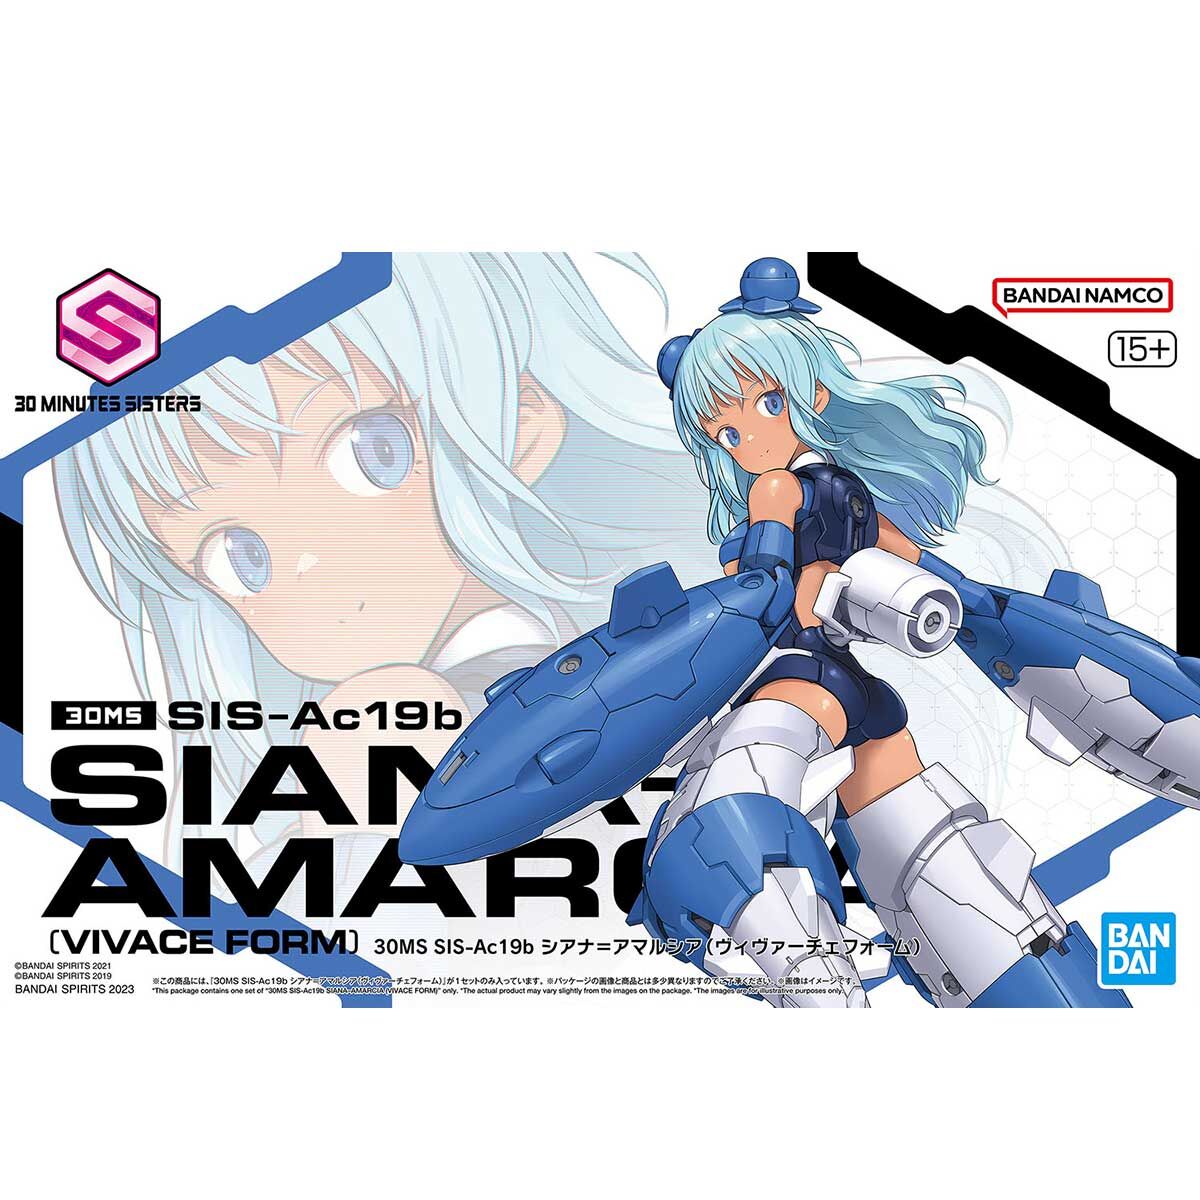 BANDAI NAMCO
15+
30 MINUTES SISTERS
30MS SIS-Ac19b
SIANA-
AMARCIA
(VIVACE FORM) 30MS SIS-Ac19b シアナ=アマルシア(ヴィヴァーチェフォーム)
BAN
DAI
©BANDAI SPIRITS 2021
©BANDAI SPIRITS 2019
BANDAI SPIRITS 2023
※この商品には、「30MS SIS-Ac19b シアナ=アマルシア(ヴィヴァーチェフォーム)」が1セットのみ入っています。※パッケージの画像と商品とは多少異なりますのでご了承ください。※画像はイメージです。
*This package contains one set of "30MS SIS-Ac19b SIANA-AMARCIA (VIVACE FORM)" only. *The actual product may vary slightly from the images on the package. *The images are for illustrative purposes only.